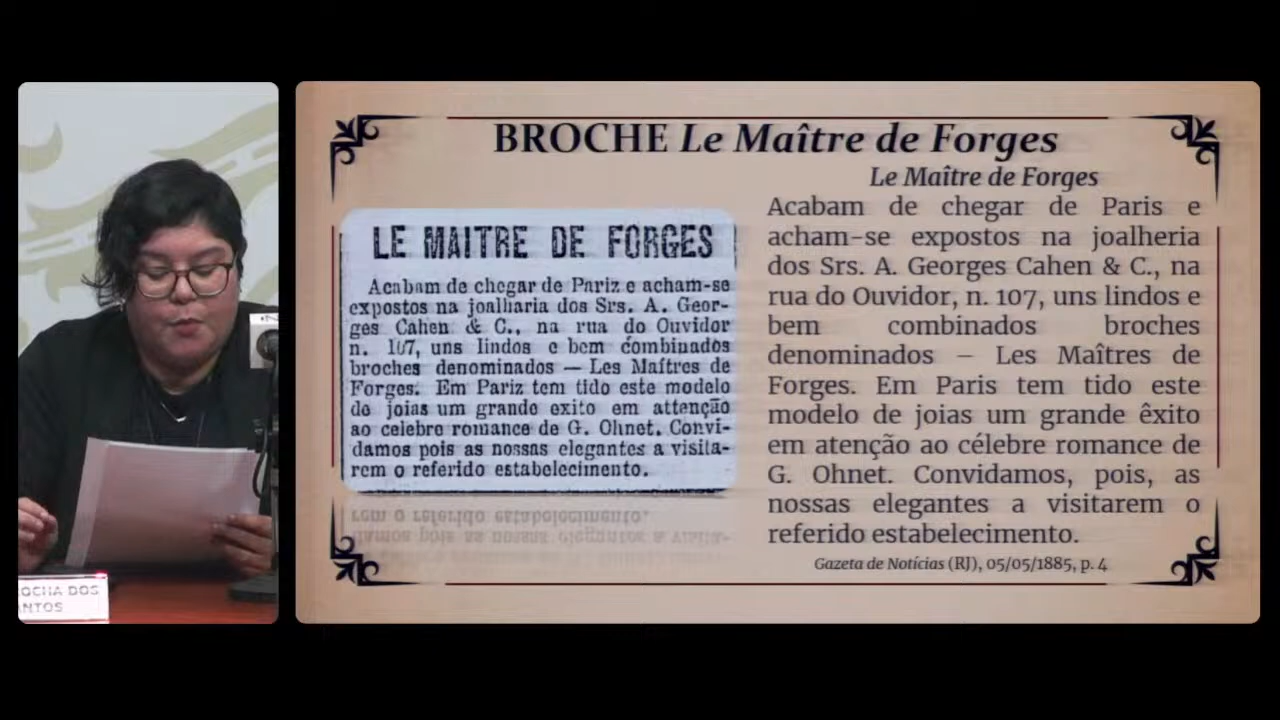 BROCHE Le Maître de Forges
LE MAITRE DE FORGES
Acabam de chegar de Pariz e acham-se
expostos na joalharia dos Srs. A. Geor-
ges Cahen & C., na rua do Ouvidor
n. 107, uns lindos e bem combinados
broches denominados — Les Maîtres de
Forges. Em Pariz tem tido este modelo
de joias um grande exito em attenção
ao celebre romance de G. Ohnet. Convi-
damos pois as nossas elegantes a visita-
rem o referido estabelecimento.
Le Maître de Forges
Acabam de chegar de Paris e
acham-se expostos na joalheria
dos Srs. A. Georges Cahen & C., na
rua do Ouvidor, n. 107, uns lindos e
bem combinados broches
denominados – Les Maîtres de
Forges. Em Paris tem tido este
modelo de joias um grande êxito
em atenção ao célebre romance de
G. Ohnet. Convidamos, pois, as
nossas elegantes a visitarem o
referido estabelecimento.
Gazeta de Notícias (RJ), 05/05/1885, p. 4
OCHA DOS
NTOS